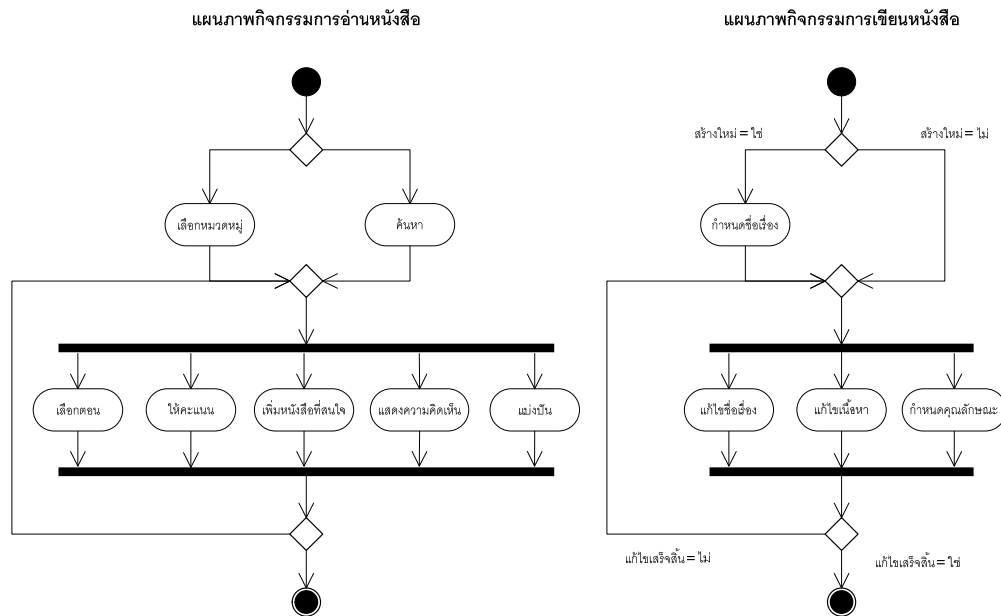 แผนภาพกิจกรรมการอ่านหนังสือ
แผนภาพกิจกรรมการเขียนหนังสือ
สร้างใหม่ = ใช่
สร้างใหม่ = ไม่
เลือกหมวดหมู่
ค้นหา
กำหนดชื่อเรื่อง
เลือกตอน
ให้คะแนน
เพิ่มหนังสือที่สนใจ
แสดงความคิดเห็น
แบ่งปัน
แก้ไขชื่อเรื่อง
แก้ไขเนื้อหา
กำหนดคุณลักษณะ
แก้ไขเสร็จสิ้น = ไม่
แก้ไขเสร็จสิ้น = ใช่